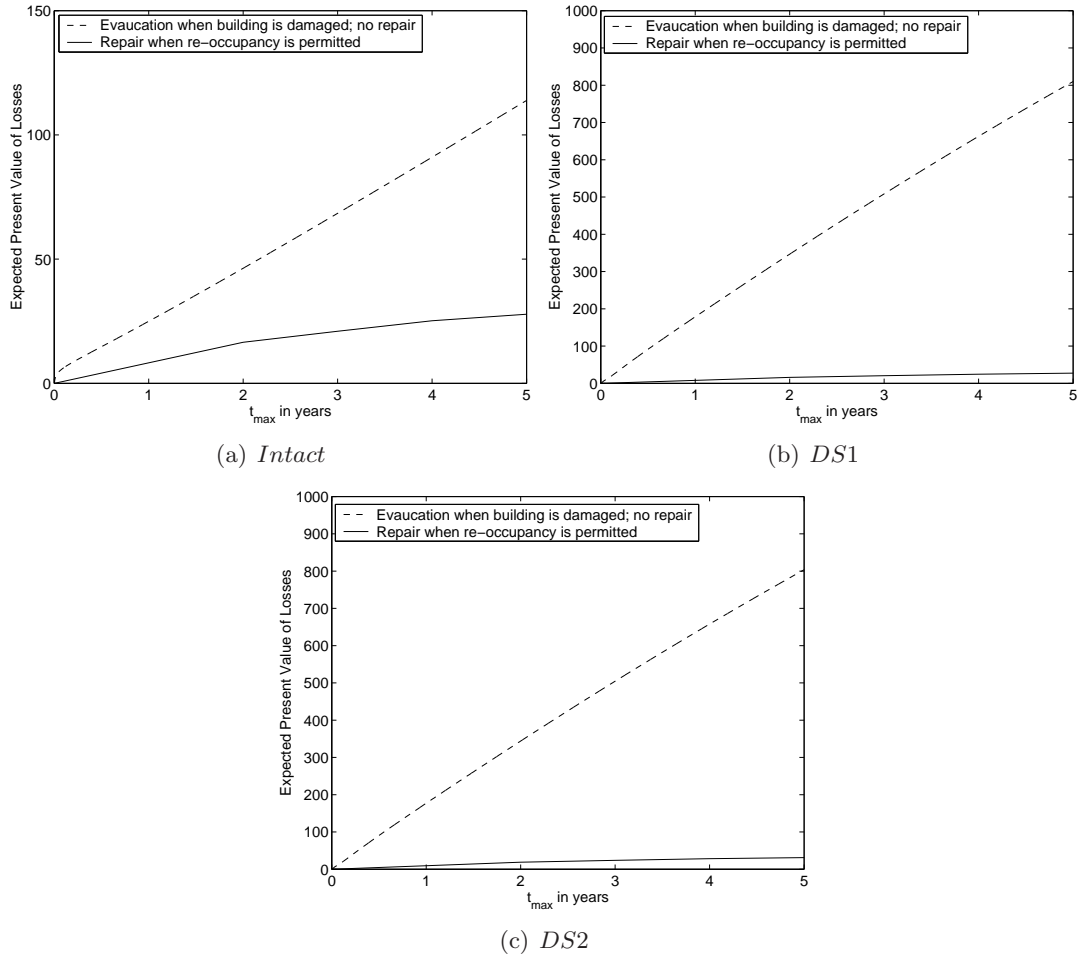 150
100
50
0
Expected Present Value of Losses
Evaucation when building is damaged; no repair
Repair when re−occupancy is permitted
0 1 2 3 4 5
t_max in years
(a) Intact
1000
900
800
700
600
500
400
300
200
100
0
Expected Present Value of Losses
Evaucation when building is damaged; no repair
Repair when re−occupancy is permitted
0 1 2 3 4 5
t_max in years
(b) DS1
1000
900
800
700
600
500
400
300
200
100
0
Expected Present Value of Losses
Evaucation when building is damaged; no repair
Repair when re−occupancy is permitted
0 1 2 3 4 5
t_max in years
(c) DS2